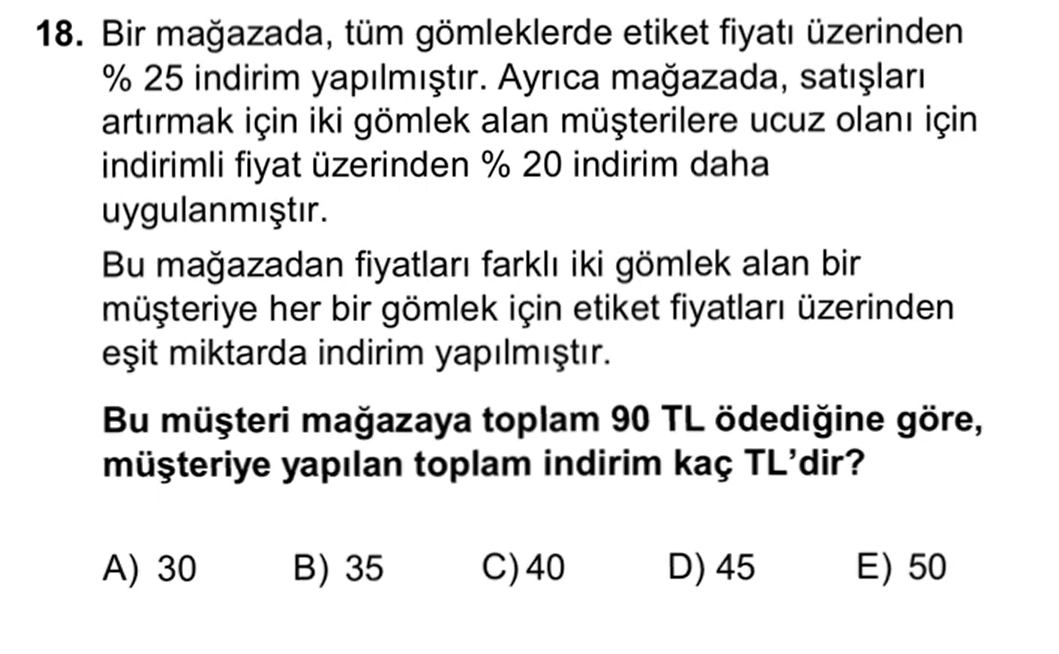 18. Bir mağazada, tüm gömleklerde etiket fiyatı üzerinden
% 25 indirim yapılmıştır. Ayrıca mağazada, satışları
artırmak için iki gömlek alan müşterilere ucuz olanı için
indirimli fiyat üzerinden % 20 indirim daha
uygulanmıştır.
Bu mağazadan fiyatları farklı iki gömlek alan bir
müşteriye her bir gömlek için etiket fiyatları üzerinden
eşit miktarda indirim yapılmıştır.
Bu müşteri mağazaya toplam 90 TL ödediğine göre,
müşteriye yapılan toplam indirim kaç TL'dir?
A) 30 B) 35 C) 40 D) 45 E) 50